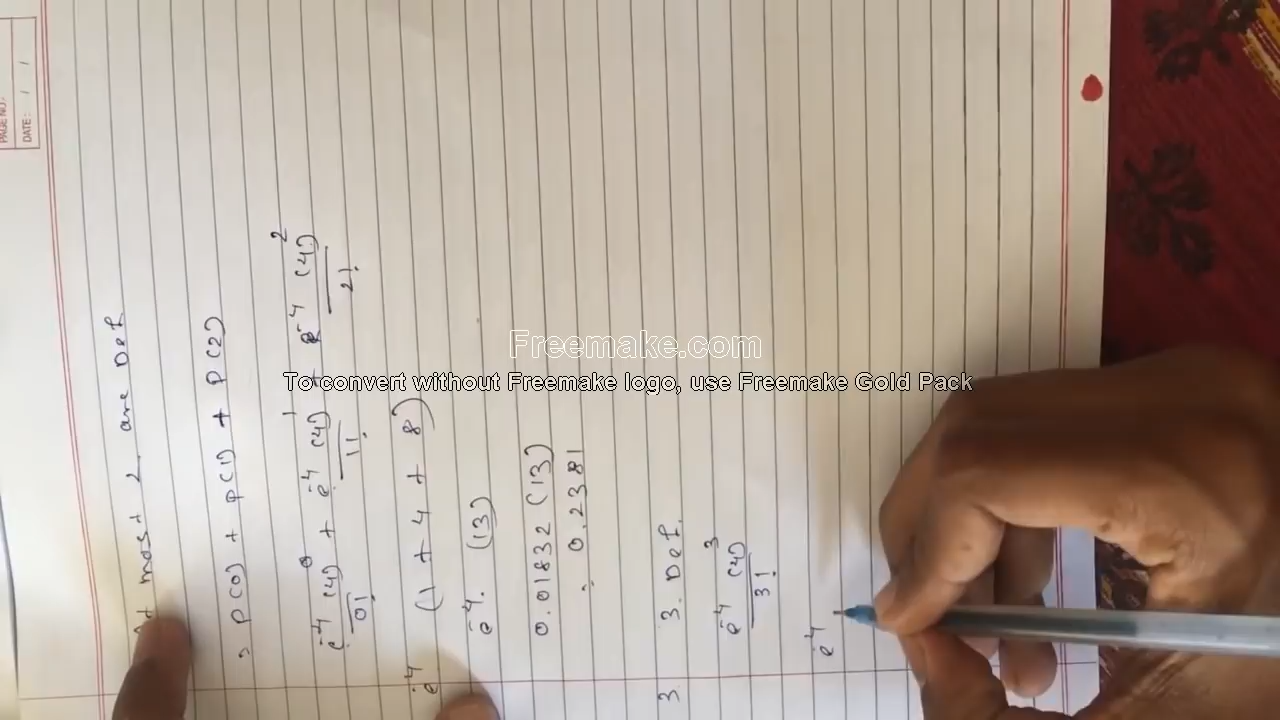 PAGE NO.:
DATE: / /
At most 2 are Def
= P(0) + P(1) + P(2)
e^-4 (4)^0 / 0! + e^-4 (4)^1 / 1! + e^-4 (4)^2 / 2!
e^-4 (1 + 4 + 8)
e^-4. (13)
0.01832 (13)
= 0.2381
3. 3. Def.
e^-4 (4)^3 / 3!
e^-4
Freemake.com
To convert without Freemake logo, use Freemake Gold Pack